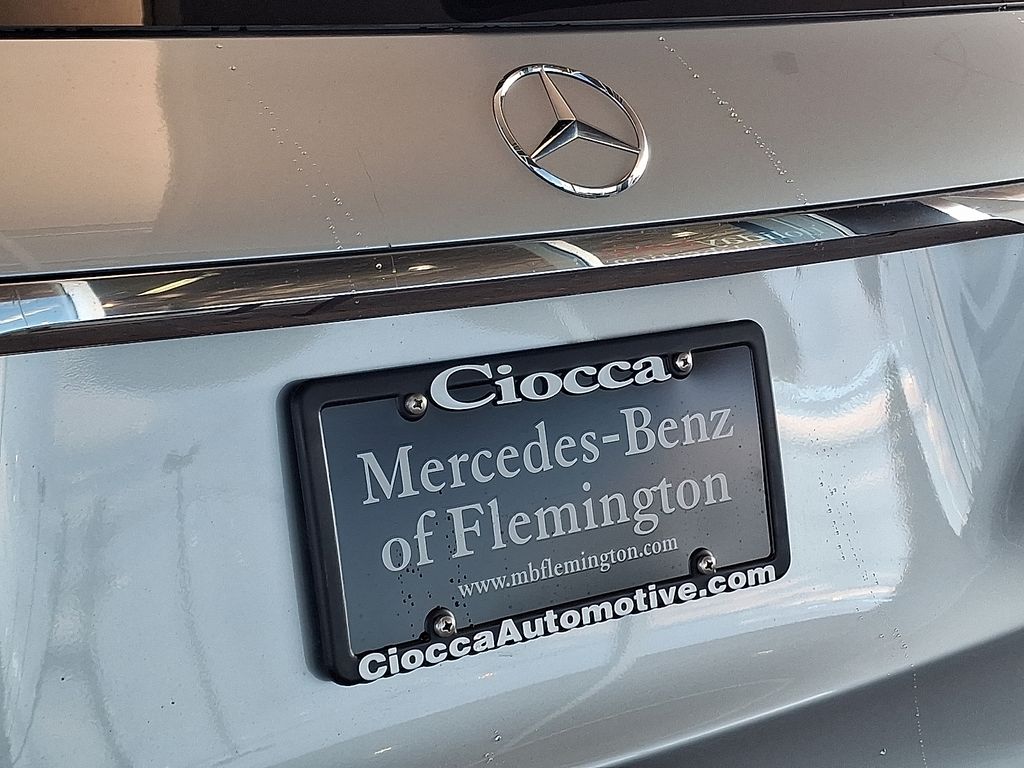 Ciocca
Mercedes-Benz
of Flemington
www.mbflemington.com
CioccaAutomotive.com